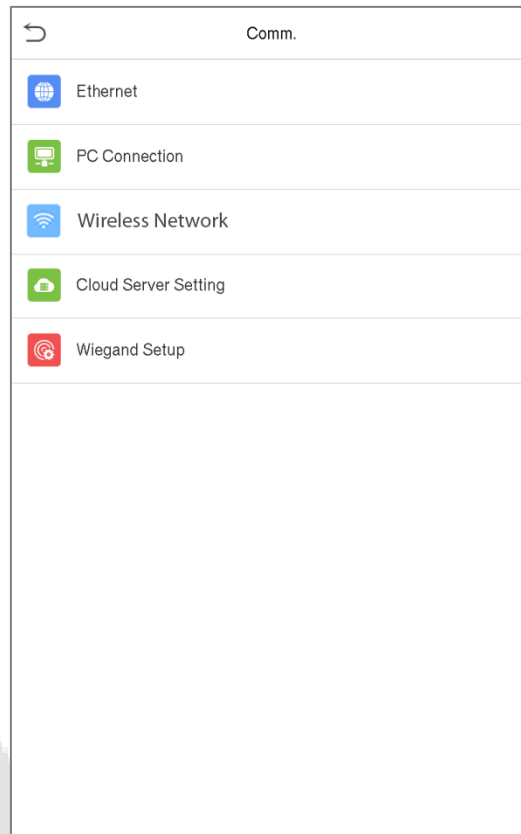 Comm.
Ethernet
PC Connection
Wireless Network
Cloud Server Setting
Wiegand Setup